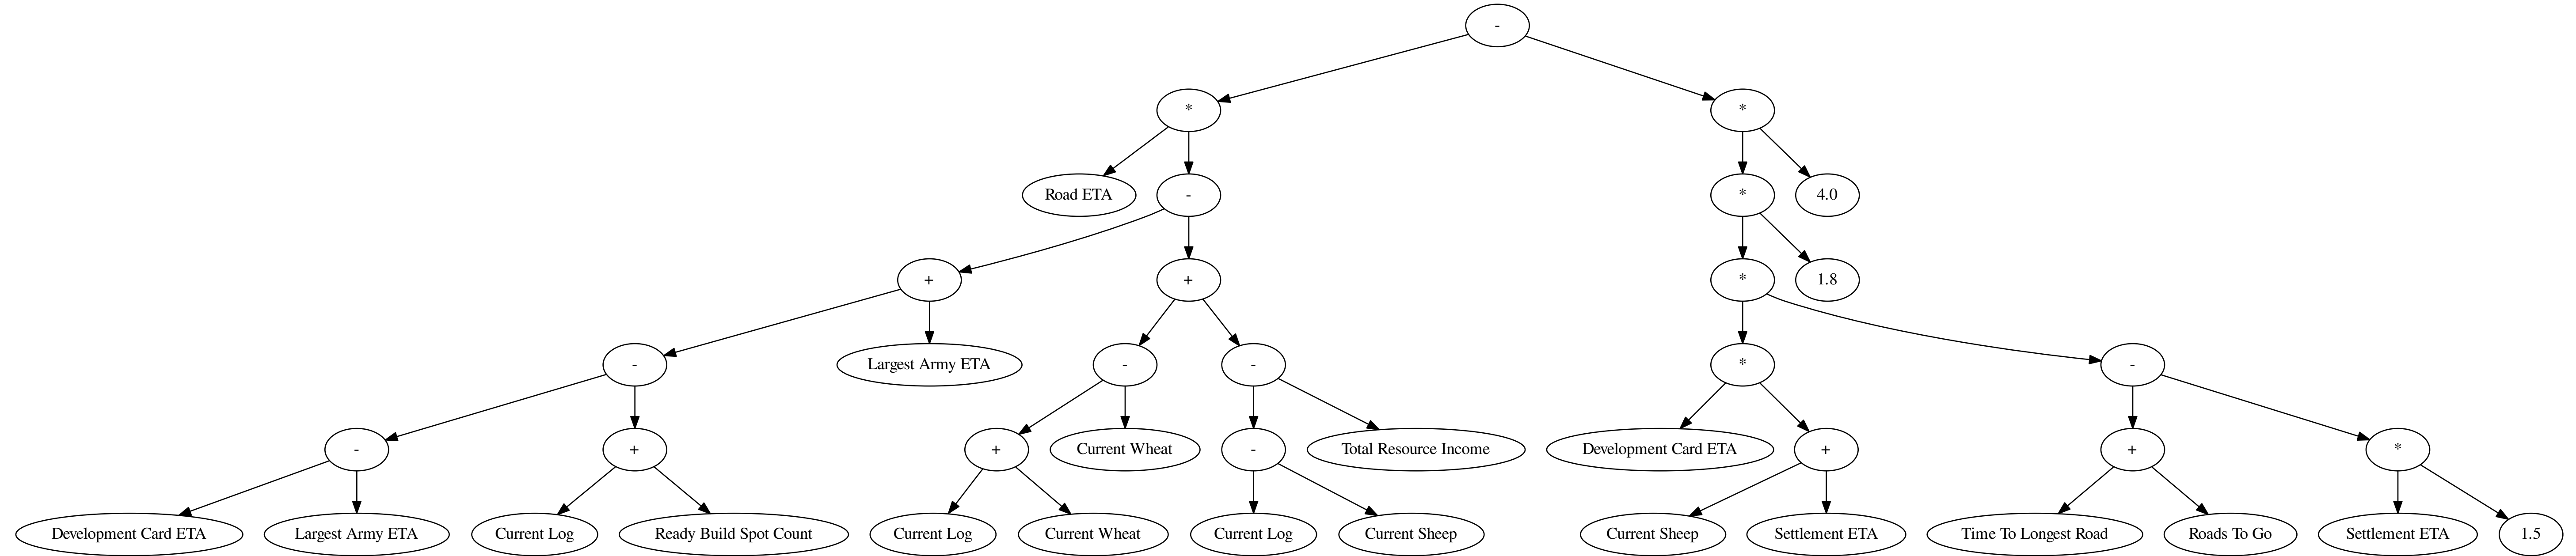 -
* *
Road ETA - * 4.0
+ + * 1.8
- Largest Army ETA - - * -
- + + Current Wheat - Total Resource Income Development Card ETA + + *
Development Card ETA Largest Army ETA Current Log Ready Build Spot Count Current Log Current Wheat Current Log Current Sheep Current Sheep Settlement ETA Time To Longest Road Roads To Go Settlement ETA 1.5